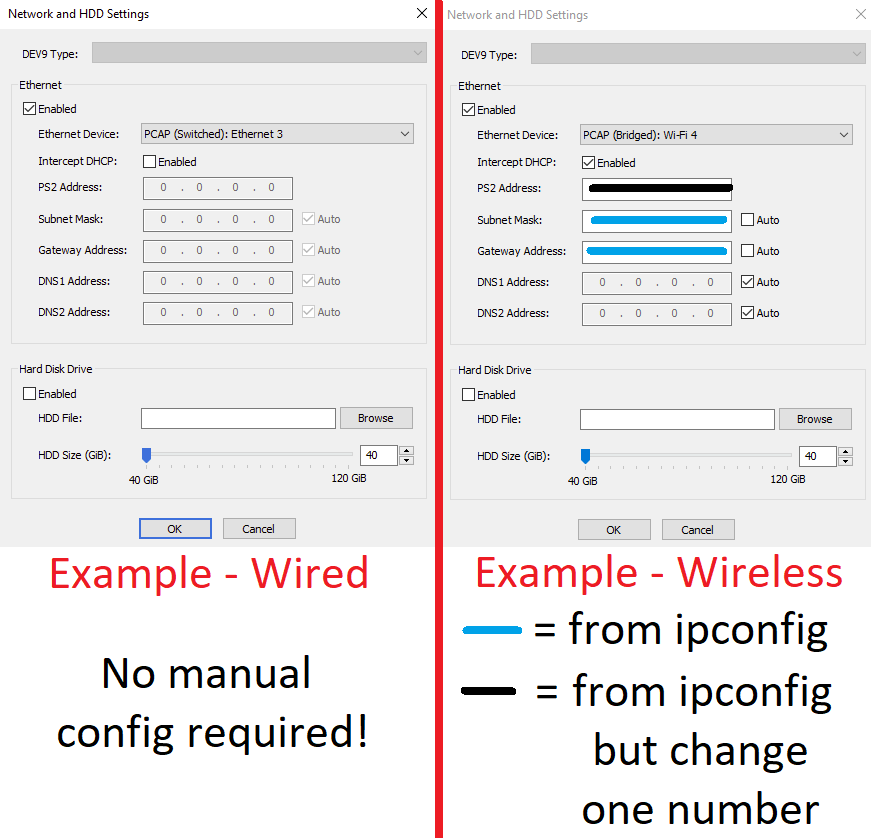 Network and HDD Settings
DEV9 Type:
Ethernet
Enabled
Ethernet Device: PCAP (Switched): Ethernet 3
Intercept DHCP: Enabled
PS2 Address: 0 . 0 . 0 . 0
Subnet Mask: 0 . 0 . 0 . 0 Auto
Gateway Address: 0 . 0 . 0 . 0 Auto
DNS1 Address: 0 . 0 . 0 . 0 Auto
DNS2 Address: 0 . 0 . 0 . 0 Auto
Hard Disk Drive
Enabled
HDD File: Browse
HDD Size (GiB): 40
40 GiB 120 GiB
OK Cancel
Example - Wired
No manual
config required!
Network and HDD Settings
DEV9 Type:
Ethernet
Enabled
Ethernet Device: PCAP (Bridged): Wi-Fi 4
Intercept DHCP: Enabled
PS2 Address:
Subnet Mask: Auto
Gateway Address: Auto
DNS1 Address: 0 . 0 . 0 . 0 Auto
DNS2 Address: 0 . 0 . 0 . 0 Auto
Hard Disk Drive
Enabled
HDD File: Browse
HDD Size (GiB): 40
40 GiB 120 GiB
OK Cancel
Example - Wireless
= from ipconfig
= from ipconfig
but change
one number